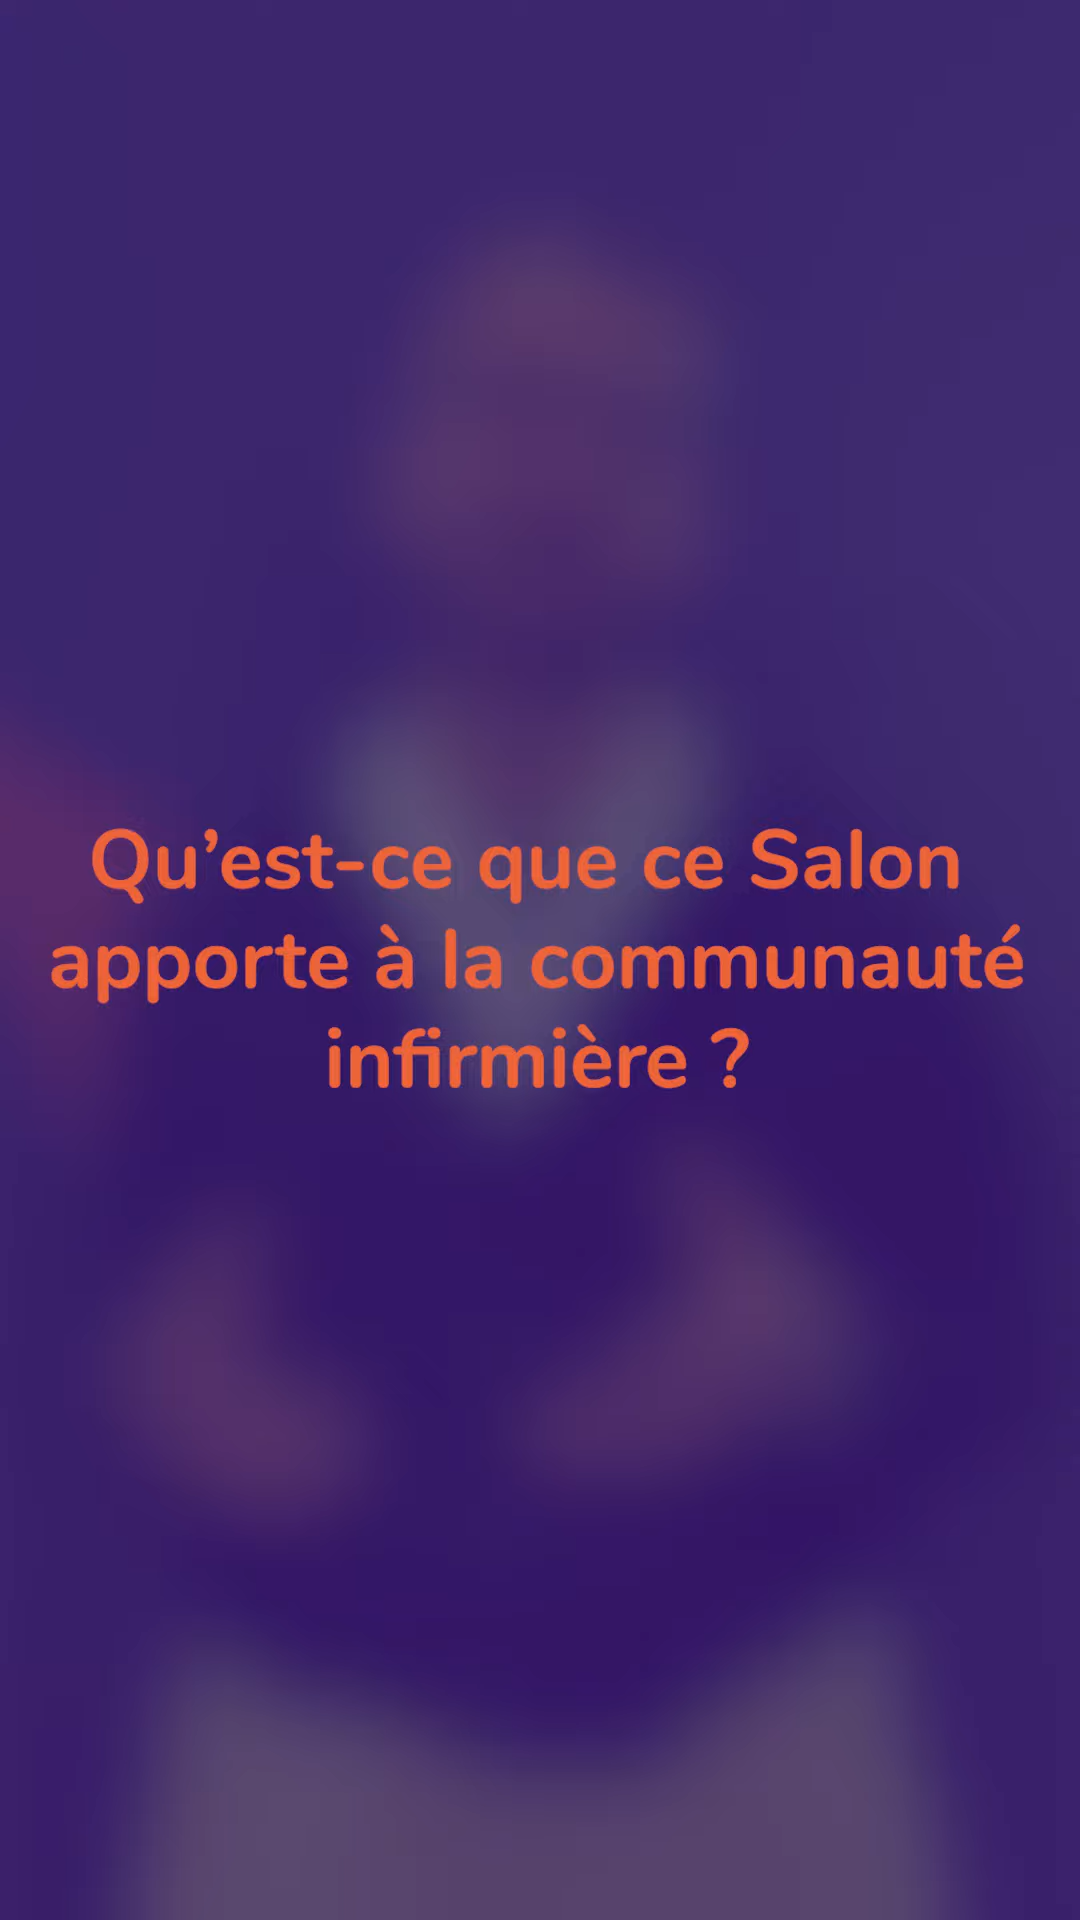 Qu’est-ce que ce Salon
apporte à la communauté
infirmière ?